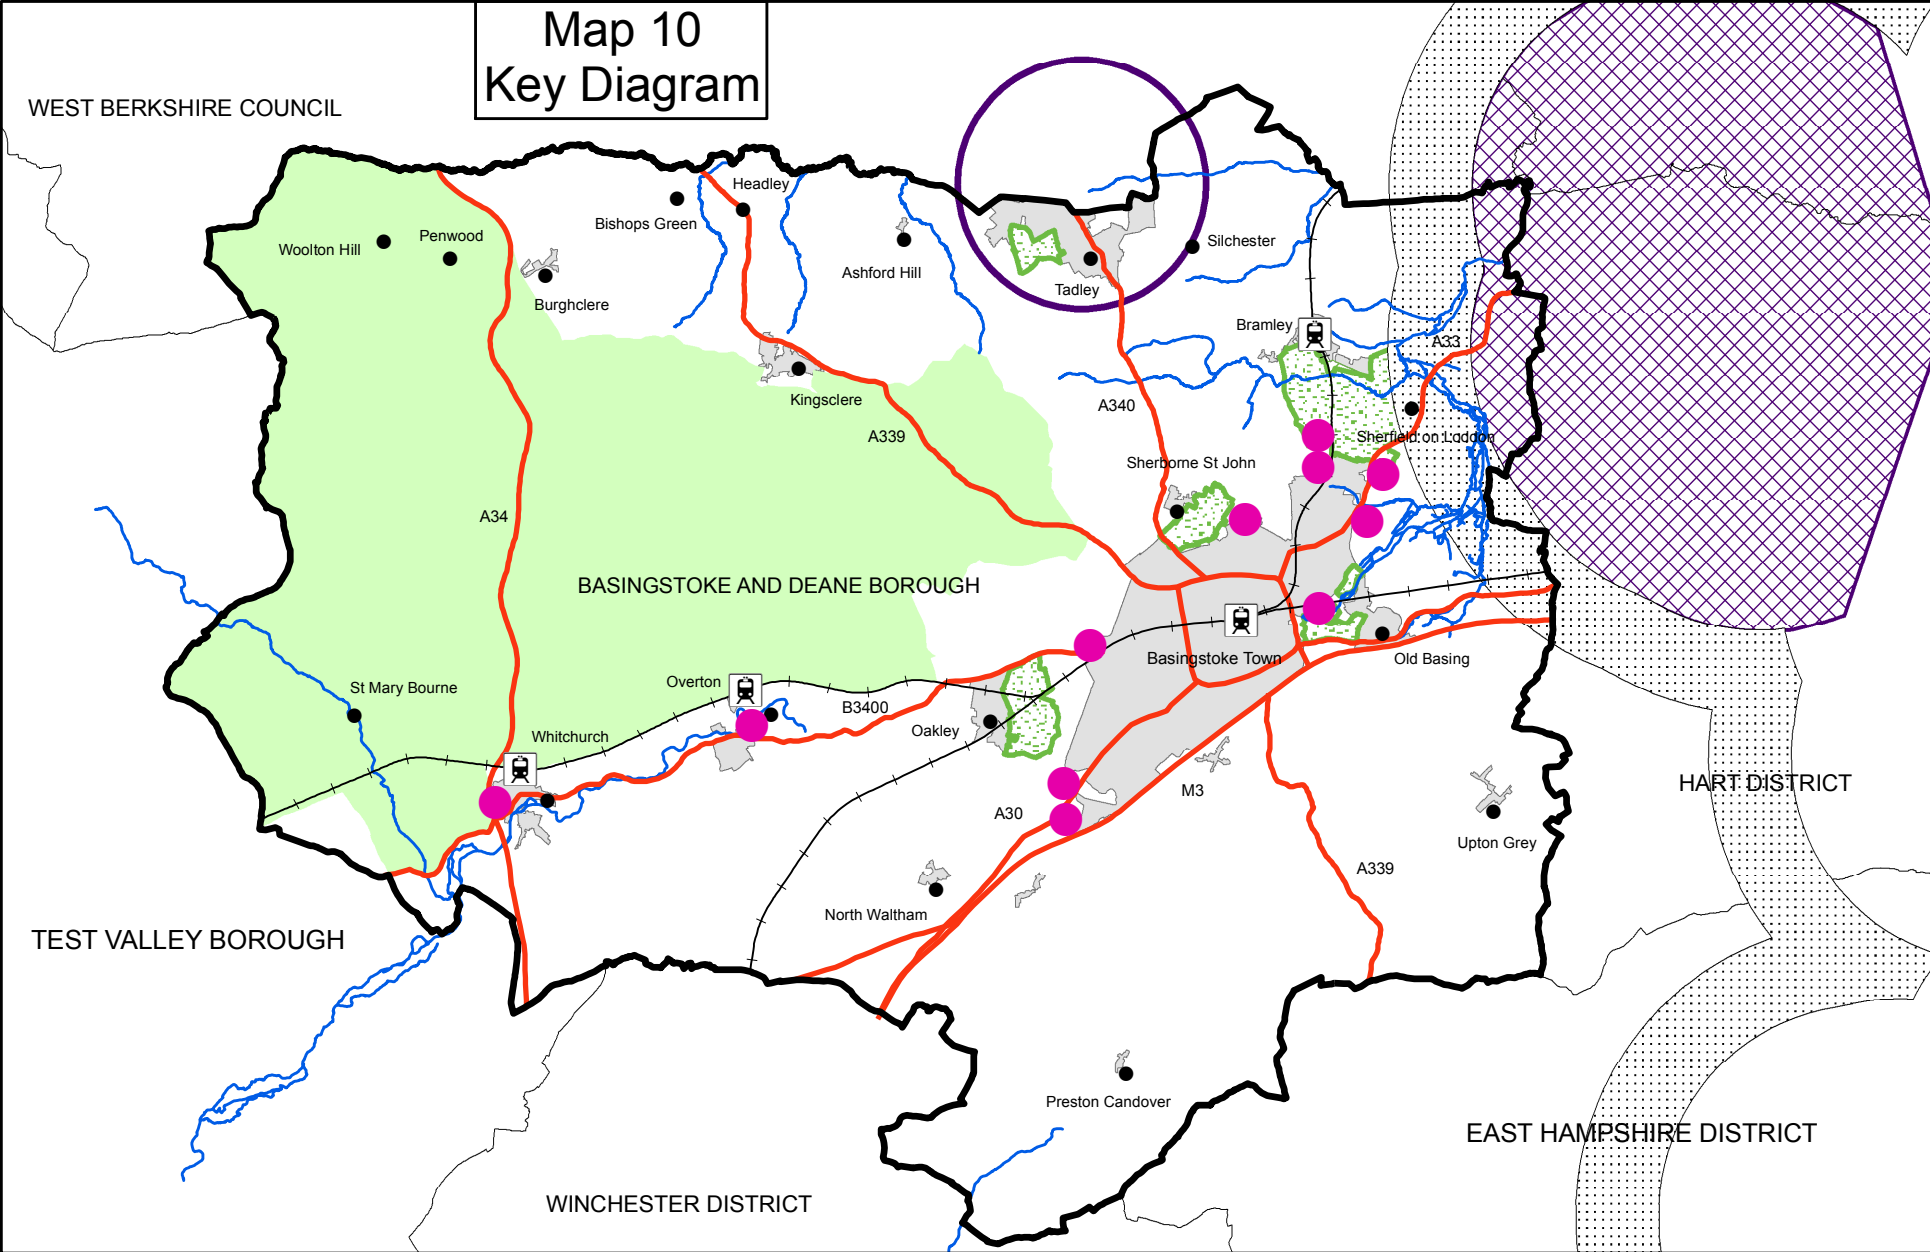 Map 10
Key Diagram
WEST BERKSHIRE COUNCIL
Headley
Bishops Green
Woolton Hill
Penwood
Silchester
Ashford Hill
Tadley
Burghclere
Bramley
A33
Kingsclere
A340
A339
Sherfield on Loddon
Sherborne St John
A34
BASINGSTOKE AND DEANE BOROUGH
Basingstoke Town
Old Basing
Overton
St Mary Bourne
B3400
Oakley
Whitchurch
HART DISTRICT
M3
A30
Upton Grey
A339
North Waltham
TEST VALLEY BOROUGH
Preston Candover
EAST HAMPSHIRE DISTRICT
WINCHESTER DISTRICT